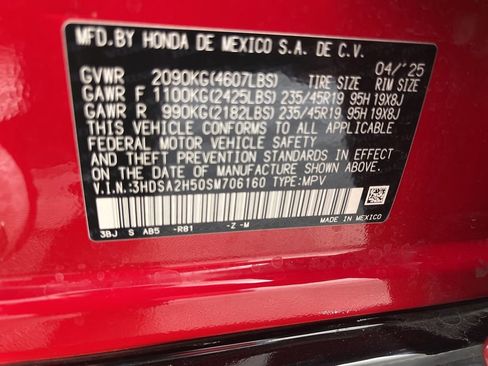 MFD.BY HONDA DE MEXICO S.A. DE C.V.
04/'25
GVWR 2090KG(4607LBS) TIRE SIZE RIM SIZE
GAWR F 1100KG(2425LBS) 235/45R19 95H 19X8J
GAWR R 990KG(2182LBS) 235/45R19 95H 19X8J
THIS VEHICLE CONFORMS TO ALL APPLICABLE
FEDERAL MOTOR VEHICLE SAFETY
AND THEFT PREVENTION STANDARDS IN EFFECT
ON THE DATE OF MANUFACTURE SHOWN ABOVE.
V.I.N.:3HDSA2H50SM706160 TYPE:MPV
3BJ S AB5 -R81 -Z -M
MADE IN MEXICO